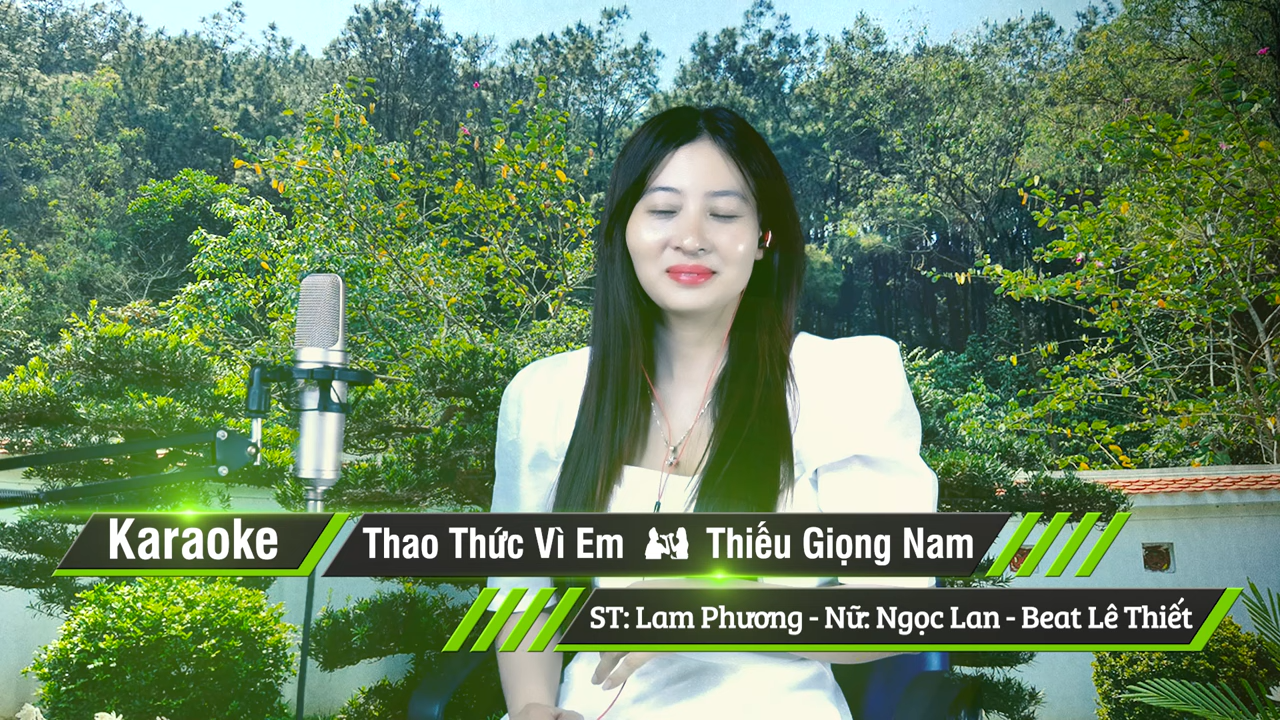 Karaoke
Thao Thức Vì Em Thiếu Giọng Nam
ST: Lam Phương - Nữ: Ngọc Lan - Beat Lê Thiết